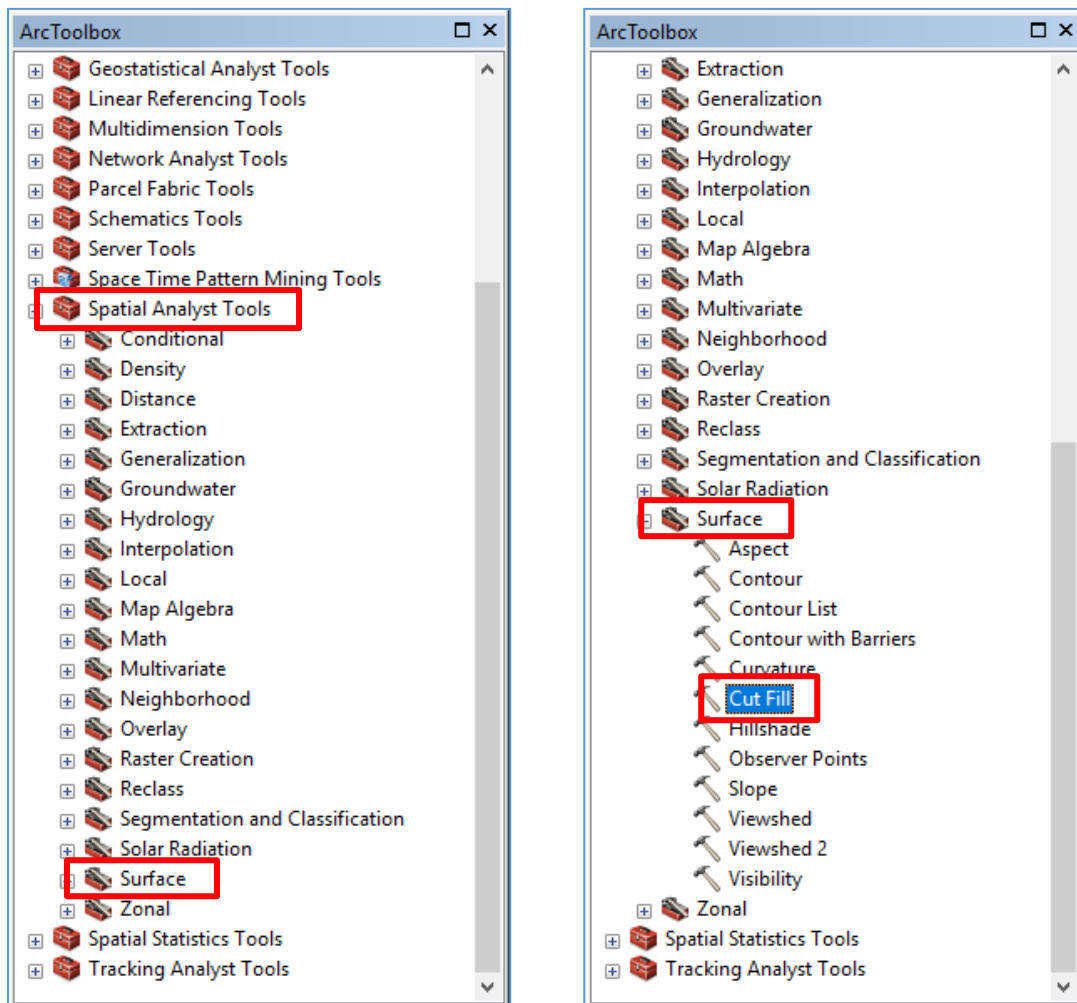 ArcToolbox
Geostatistical Analyst Tools
Linear Referencing Tools
Multidimension Tools
Network Analyst Tools
Parcel Fabric Tools
Schematics Tools
Server Tools
Space Time Pattern Mining Tools
Spatial Analyst Tools
Conditional
Density
Distance
Extraction
Generalization
Groundwater
Hydrology
Interpolation
Local
Map Algebra
Math
Multivariate
Neighborhood
Overlay
Raster Creation
Reclass
Segmentation and Classification
Solar Radiation
Surface
Zonal
Spatial Statistics Tools
Tracking Analyst Tools
ArcToolbox
Extraction
Generalization
Groundwater
Hydrology
Interpolation
Local
Map Algebra
Math
Multivariate
Neighborhood
Overlay
Raster Creation
Reclass
Segmentation and Classification
Solar Radiation
Surface
Aspect
Contour
Contour List
Contour with Barriers
Curvature
Cut Fill
Hillshade
Observer Points
Slope
Viewshed
Viewshed 2
Visibility
Zonal
Spatial Statistics Tools
Tracking Analyst Tools